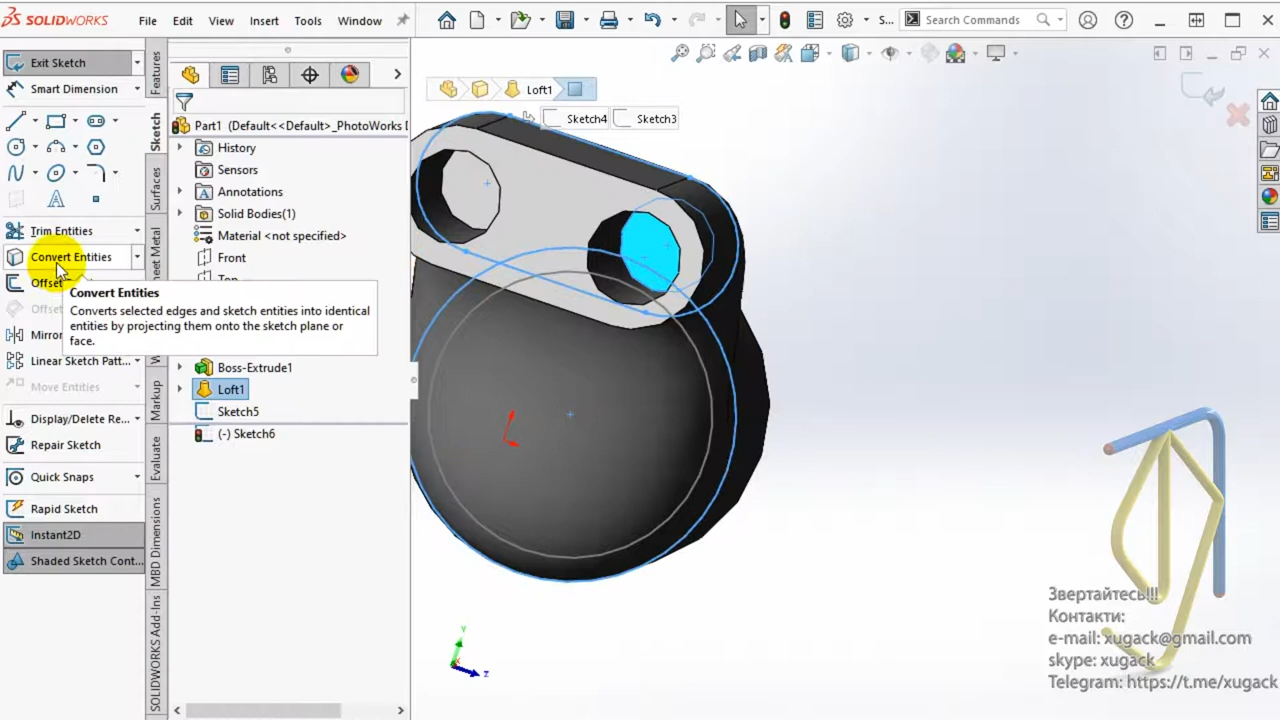 SOLIDWORKS
File Edit View Insert Tools Window
S...
Search Commands
Exit Sketch
Smart Dimension
Trim Entities
Convert Entities
Offset
Mirror
Linear Sketch Patt...
Move Entities
Display/Delete Re...
Repair Sketch
Quick Snaps
Rapid Sketch
Instant2D
Shaded Sketch Cont...
Features
Sketch
Surfaces
Sheet Metal
Markup
Evaluate
MBD Dimensions
SOLIDWORKS Add-Ins
Part1 (Default<<Default>_PhotoWorks
History
Sensors
Annotations
Solid Bodies(1)
Material <not specified>
Front
Top
Convert Entities
Converts selected edges and sketch entities into identical
entities by projecting them onto the sketch plane or
face.
Boss-Extrude1
Loft1
Sketch5
(-) Sketch6
Loft1
Sketch4
Sketch3
Y
Z
Звертайтесь!!!
Контакти:
e-mail: xugack@gmail.com
skype: xugack
Telegram: https://t.me/xugack